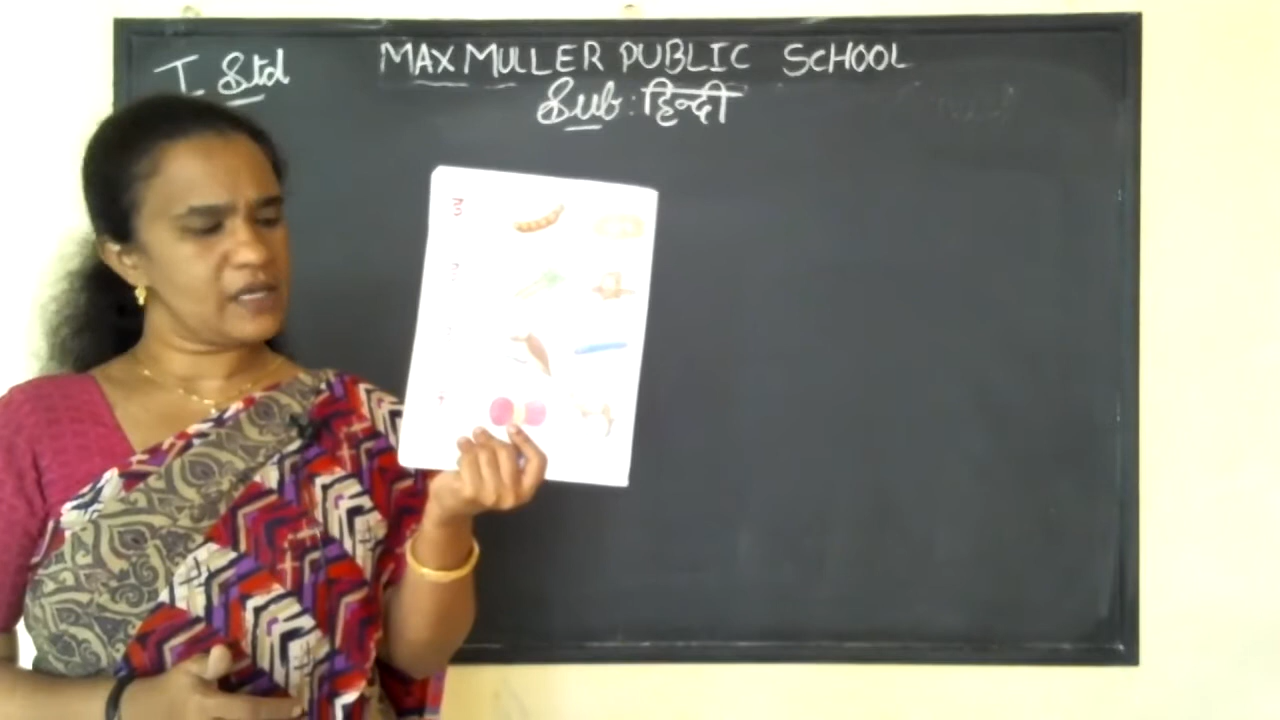 I Std
MAX MULLER PUBLIC SCHOOL
Sub: हिन्दी